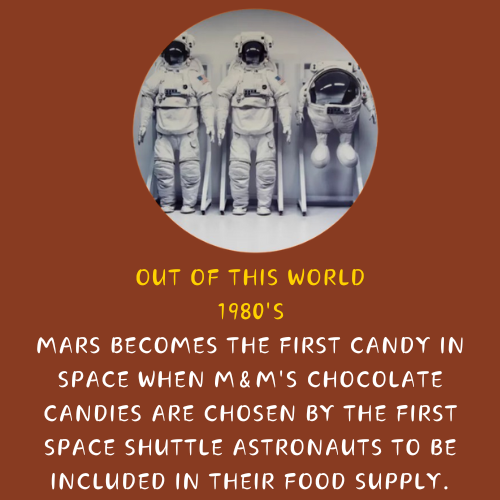 OUT OF THIS WORLD
1980'S
MARS BECOMES THE FIRST CANDY IN
SPACE WHEN M&M'S CHOCOLATE
CANDIES ARE CHOSEN BY THE FIRST
SPACE SHUTTLE ASTRONAUTS TO BE
INCLUDED IN THEIR FOOD SUPPLY.